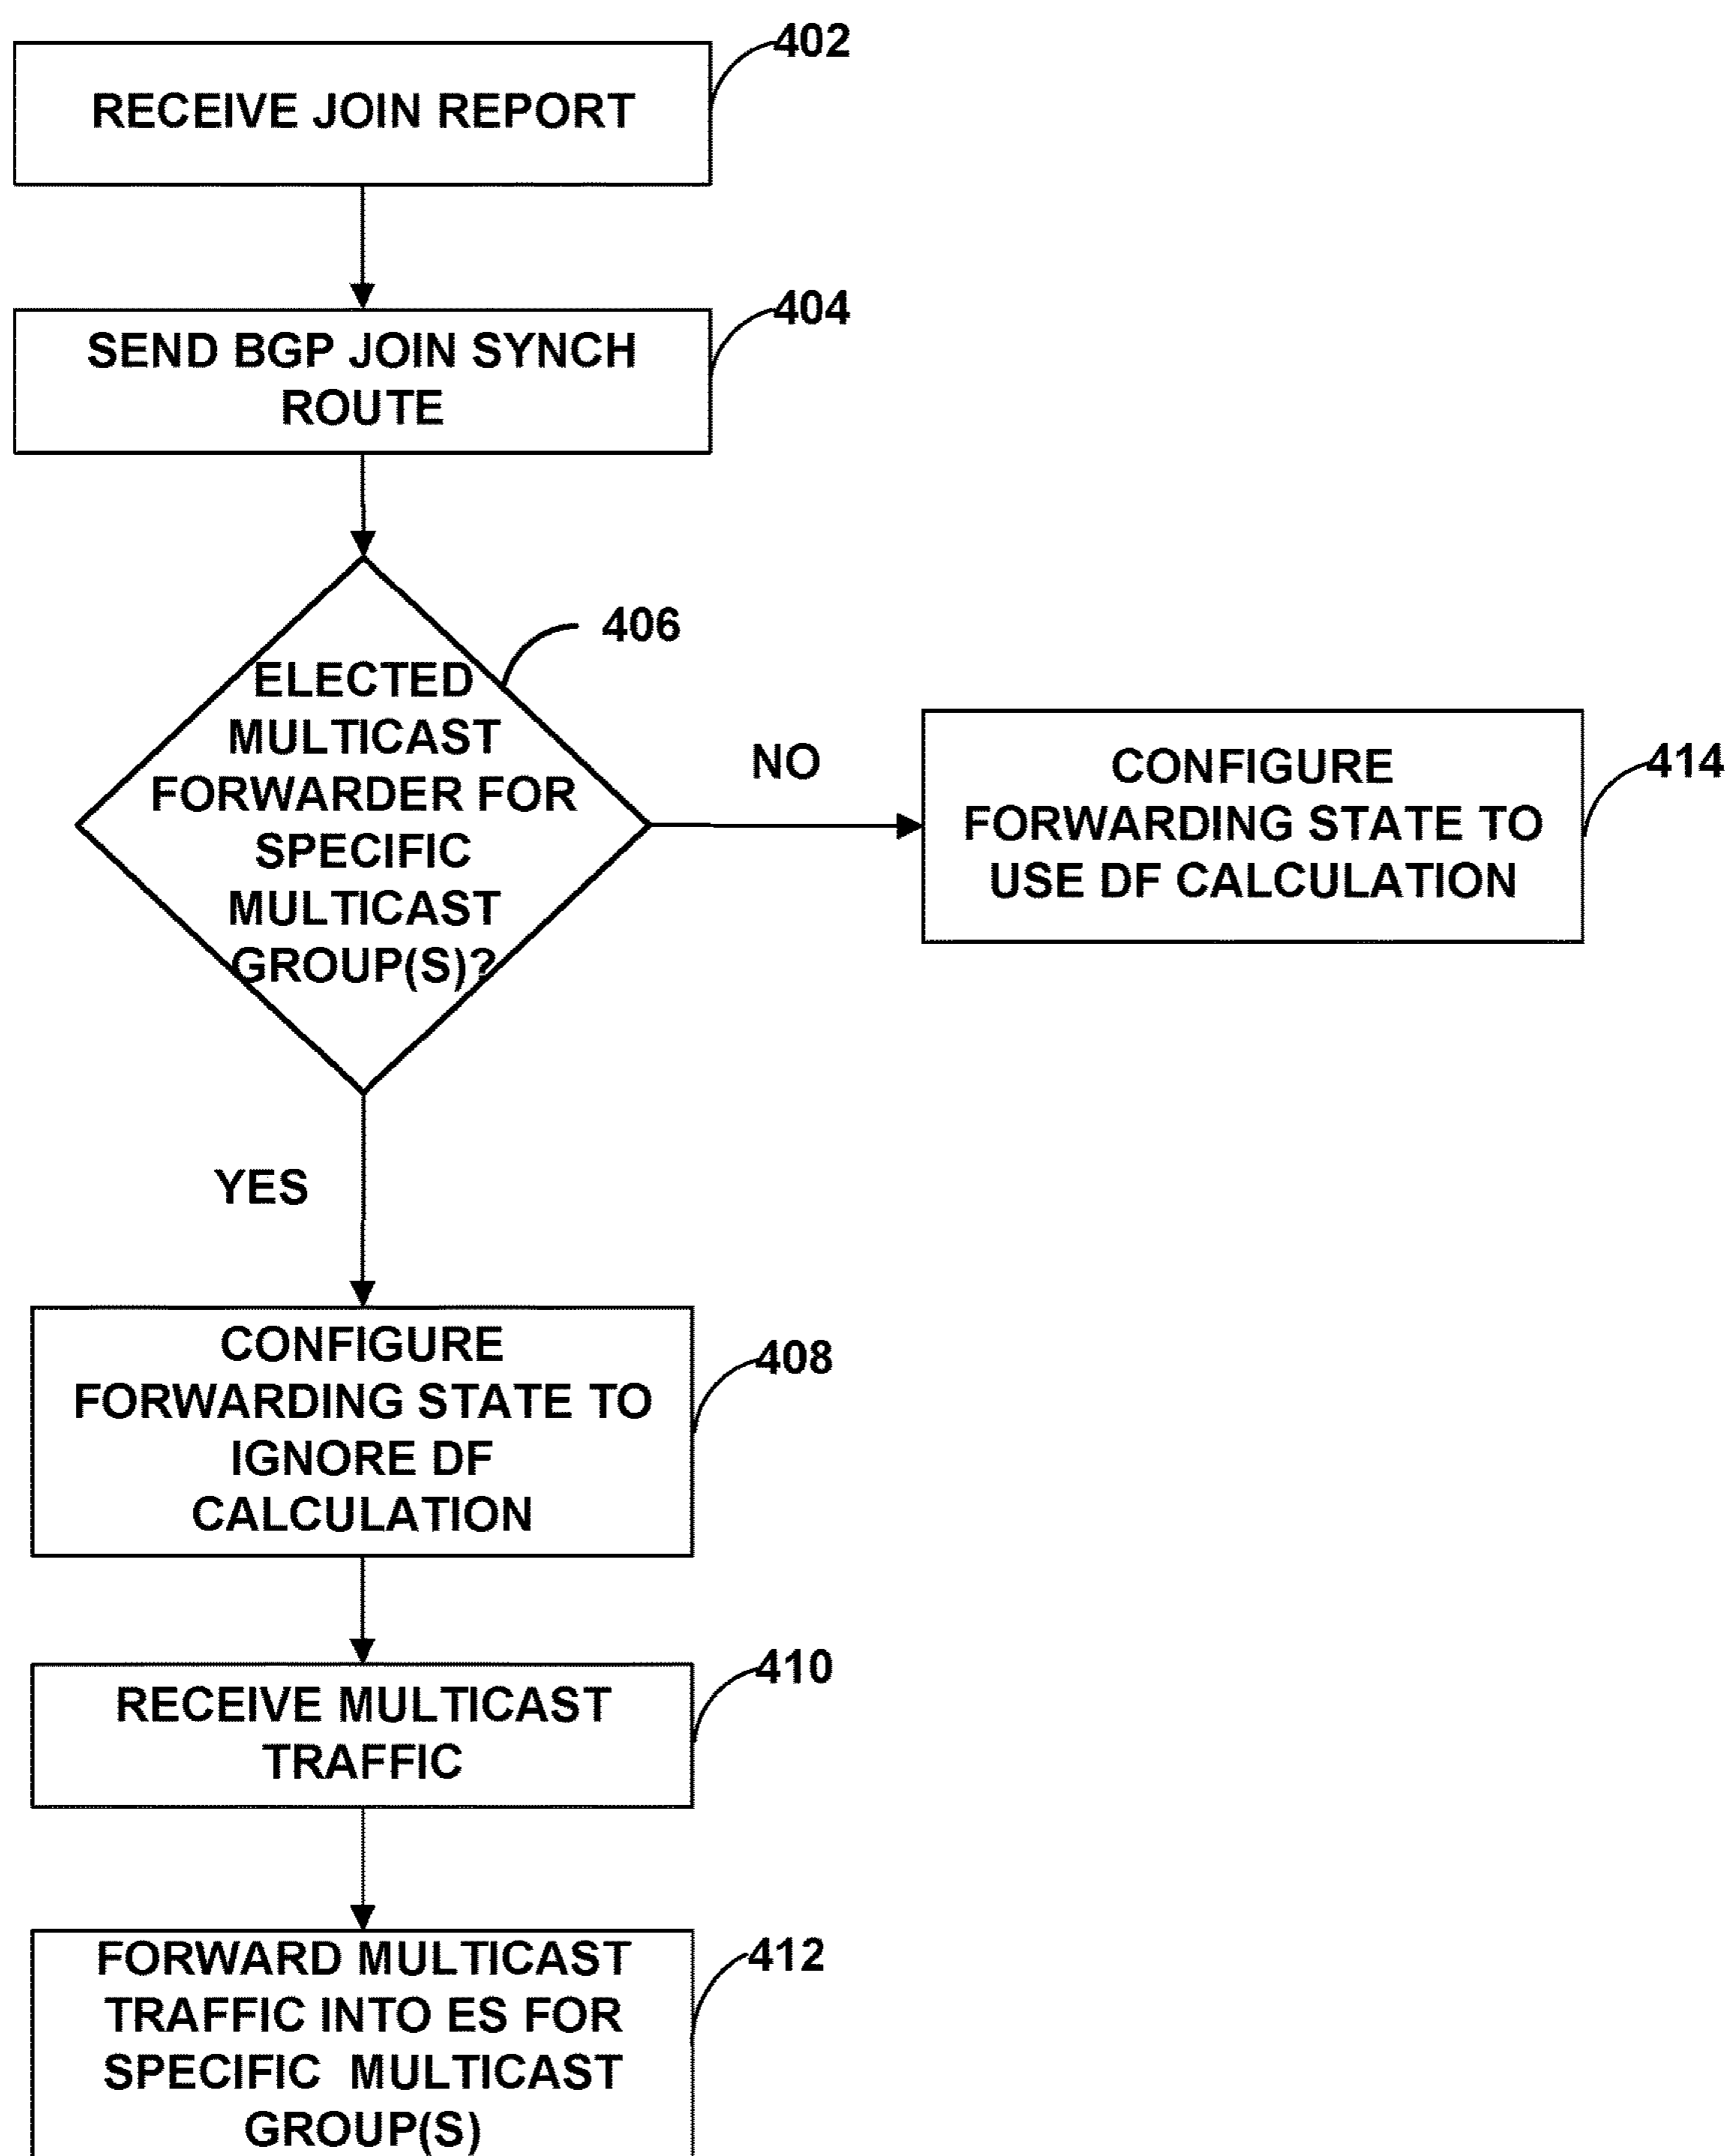 402
RECEIVE JOIN REPORT
404
SEND BGP JOIN SYNCH
ROUTE
406
ELECTED
MULTICAST
FORWARDER FOR
SPECIFIC
MULTICAST
GROUP(S)?
NO
414
CONFIGURE
FORWARDING STATE TO
USE DF CALCULATION
YES
408
CONFIGURE
FORWARDING STATE TO
IGNORE DF
CALCULATION
410
RECEIVE MULTICAST
TRAFFIC
412
FORWARD MULTICAST
TRAFFIC INTO ES FOR
SPECIFIC MULTICAST
GROUP(S)